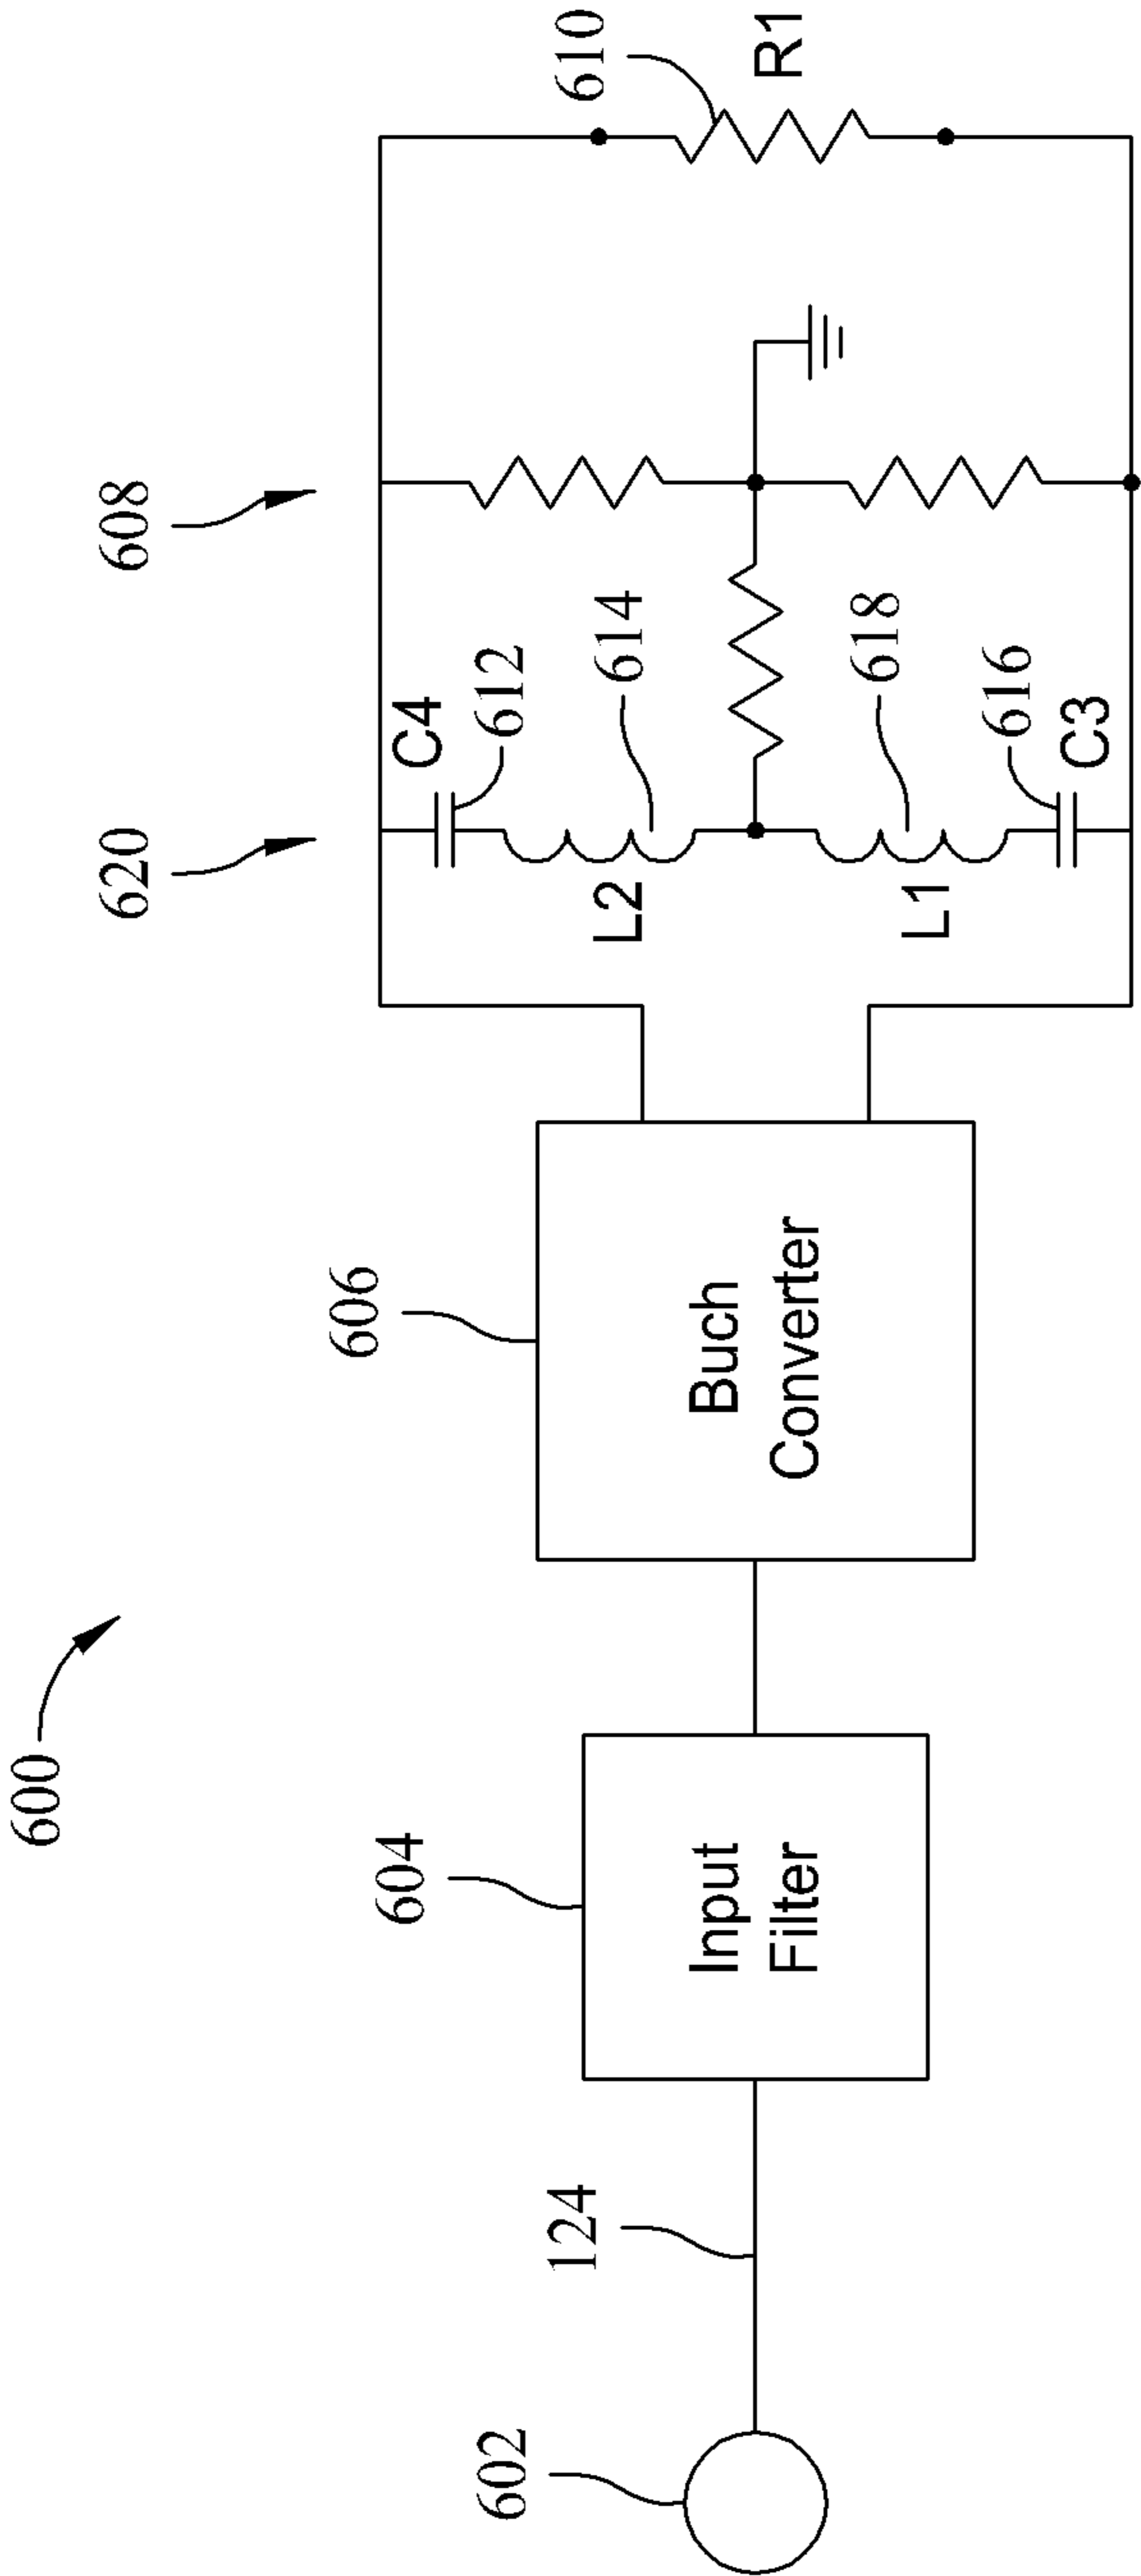 600
602
124
604
Input
Filter
606
Buch
Converter
620
608
C4
612
L2
614
L1
618
C3
616
610
R1